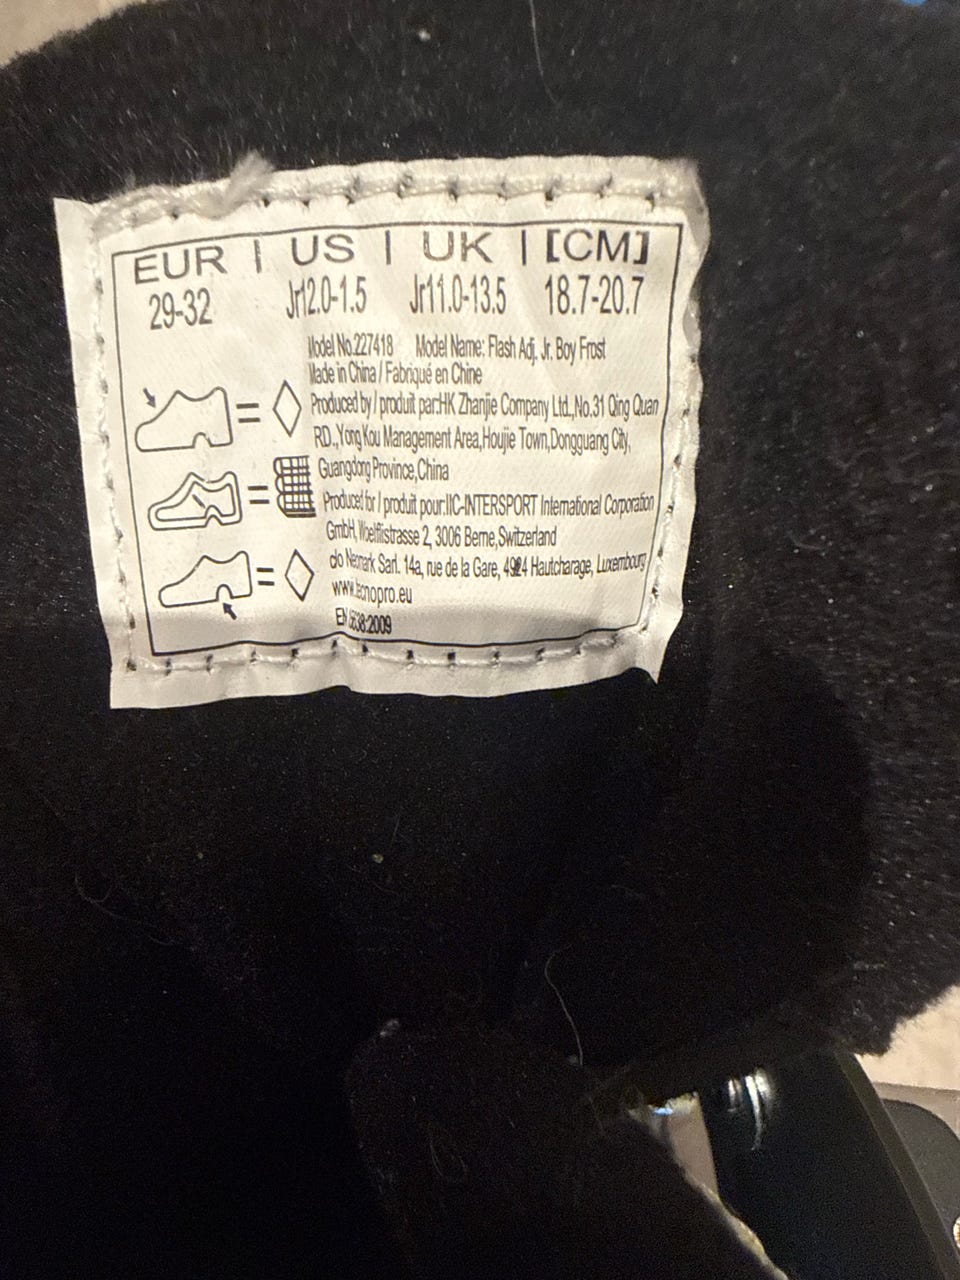 EUR | US | UK | [CM]
29-32 Jr12.0-1.5 Jr11.0-13.5 18.7-20.7
Model No.227418 Model Name: Flash Adj. Jr. Boy Frost
Made in China / Fabriqué en Chine
Produced by / produit par:HK Zhanjie Company Ltd.,No.31 Qing Quan
RD.,Yong Kou Management Area,Houjie Town,Dongguang City,
Guangdong Province,China
Produced for / produit pour:IIC-INTERSPORT International Corporation
GmbH, Woelflistrasse 2, 3006 Berne,Switzerland
c/o Neomark Sarl. 14a, rue de la Gare, 4924 Hautcharage, Luxembourg
www.tecnopro.eu
EN :2009